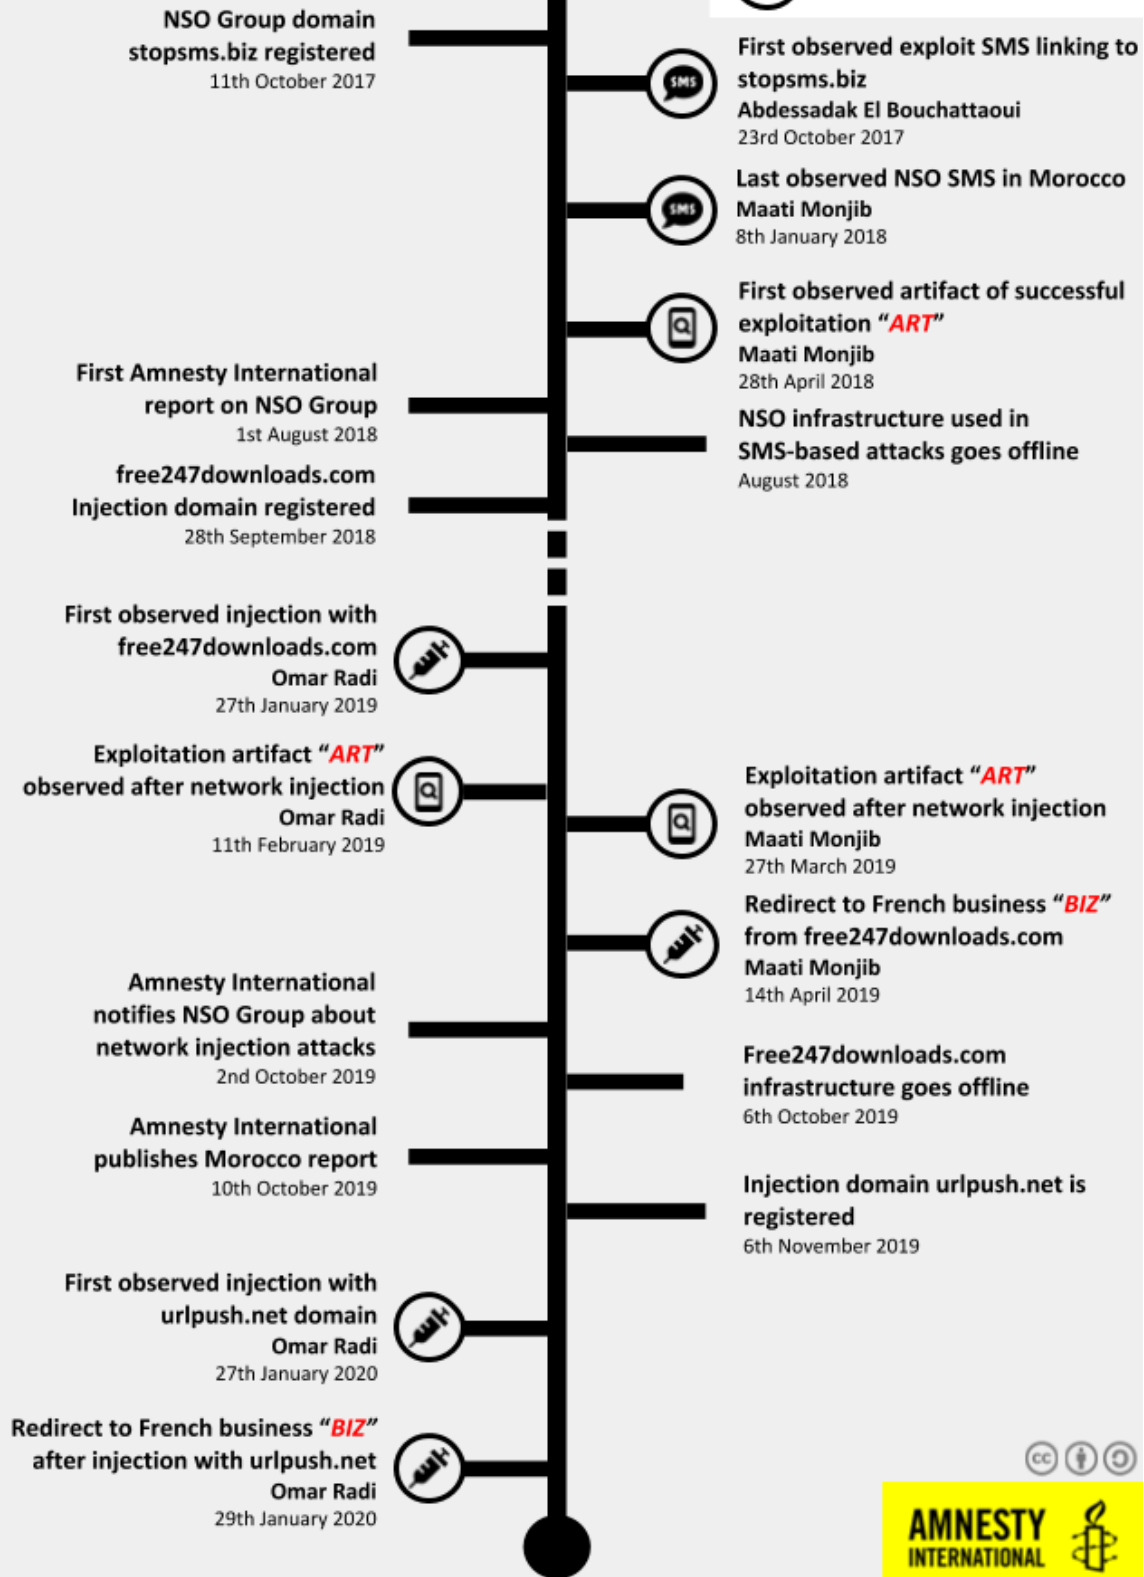 NSO Group domain
stopsms.biz registered
11th October 2017
First observed exploit SMS linking to
stopsms.biz
Abdessadak El Bouchattaoui
23rd October 2017
SMS
Last observed NSO SMS in Morocco
Maati Monjib
8th January 2018
SMS
First observed artifact of successful
exploitation “ART”
Maati Monjib
28th April 2018
First Amnesty International
report on NSO Group
1st August 2018
NSO infrastructure used in
SMS-based attacks goes offline
August 2018
free247downloads.com
Injection domain registered
28th September 2018
First observed injection with
free247downloads.com
Omar Radi
27th January 2019
Exploitation artifact “ART”
observed after network injection
Omar Radi
11th February 2019
Exploitation artifact “ART”
observed after network injection
Maati Monjib
27th March 2019
Redirect to French business “BIZ”
from free247downloads.com
Maati Monjib
14th April 2019
Amnesty International
notifies NSO Group about
network injection attacks
2nd October 2019
Free247downloads.com
infrastructure goes offline
6th October 2019
Amnesty International
publishes Morocco report
10th October 2019
Injection domain urlpush.net is
registered
6th November 2019
First observed injection with
urlpush.net domain
Omar Radi
27th January 2020
Redirect to French business “BIZ”
after injection with urlpush.net
Omar Radi
29th January 2020
cc
AMNESTY
INTERNATIONAL